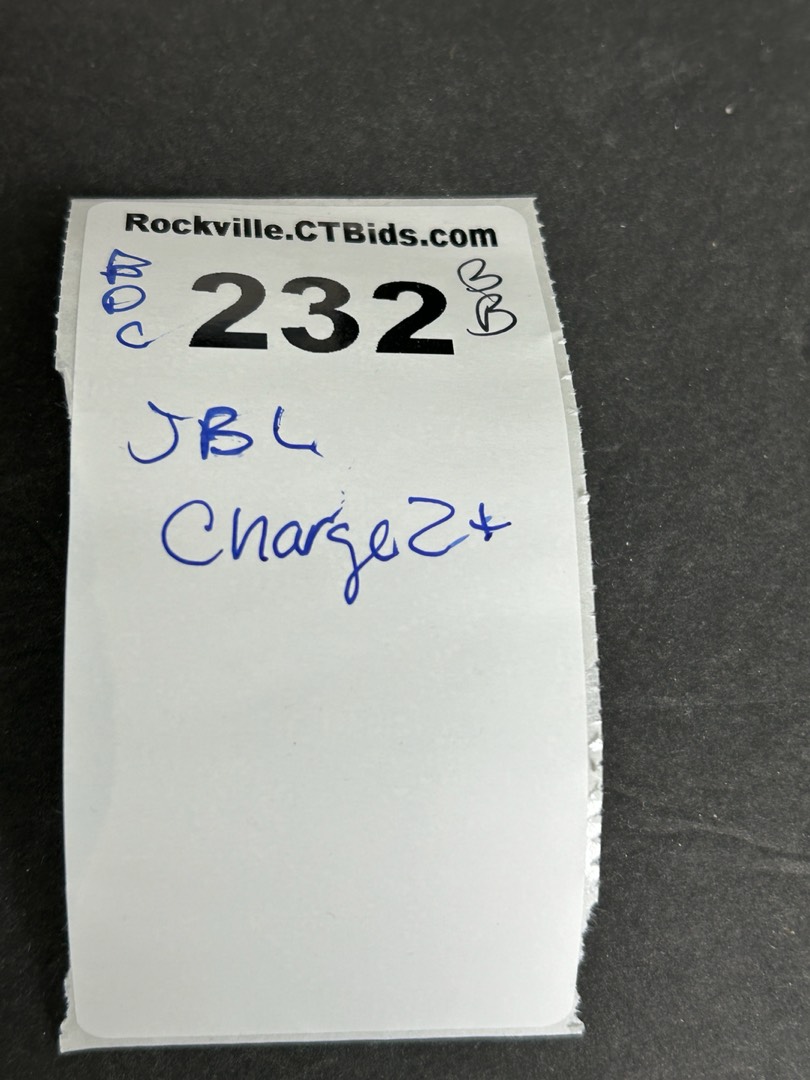 Rockville.CTBids.com
232
JBL
Charge2+